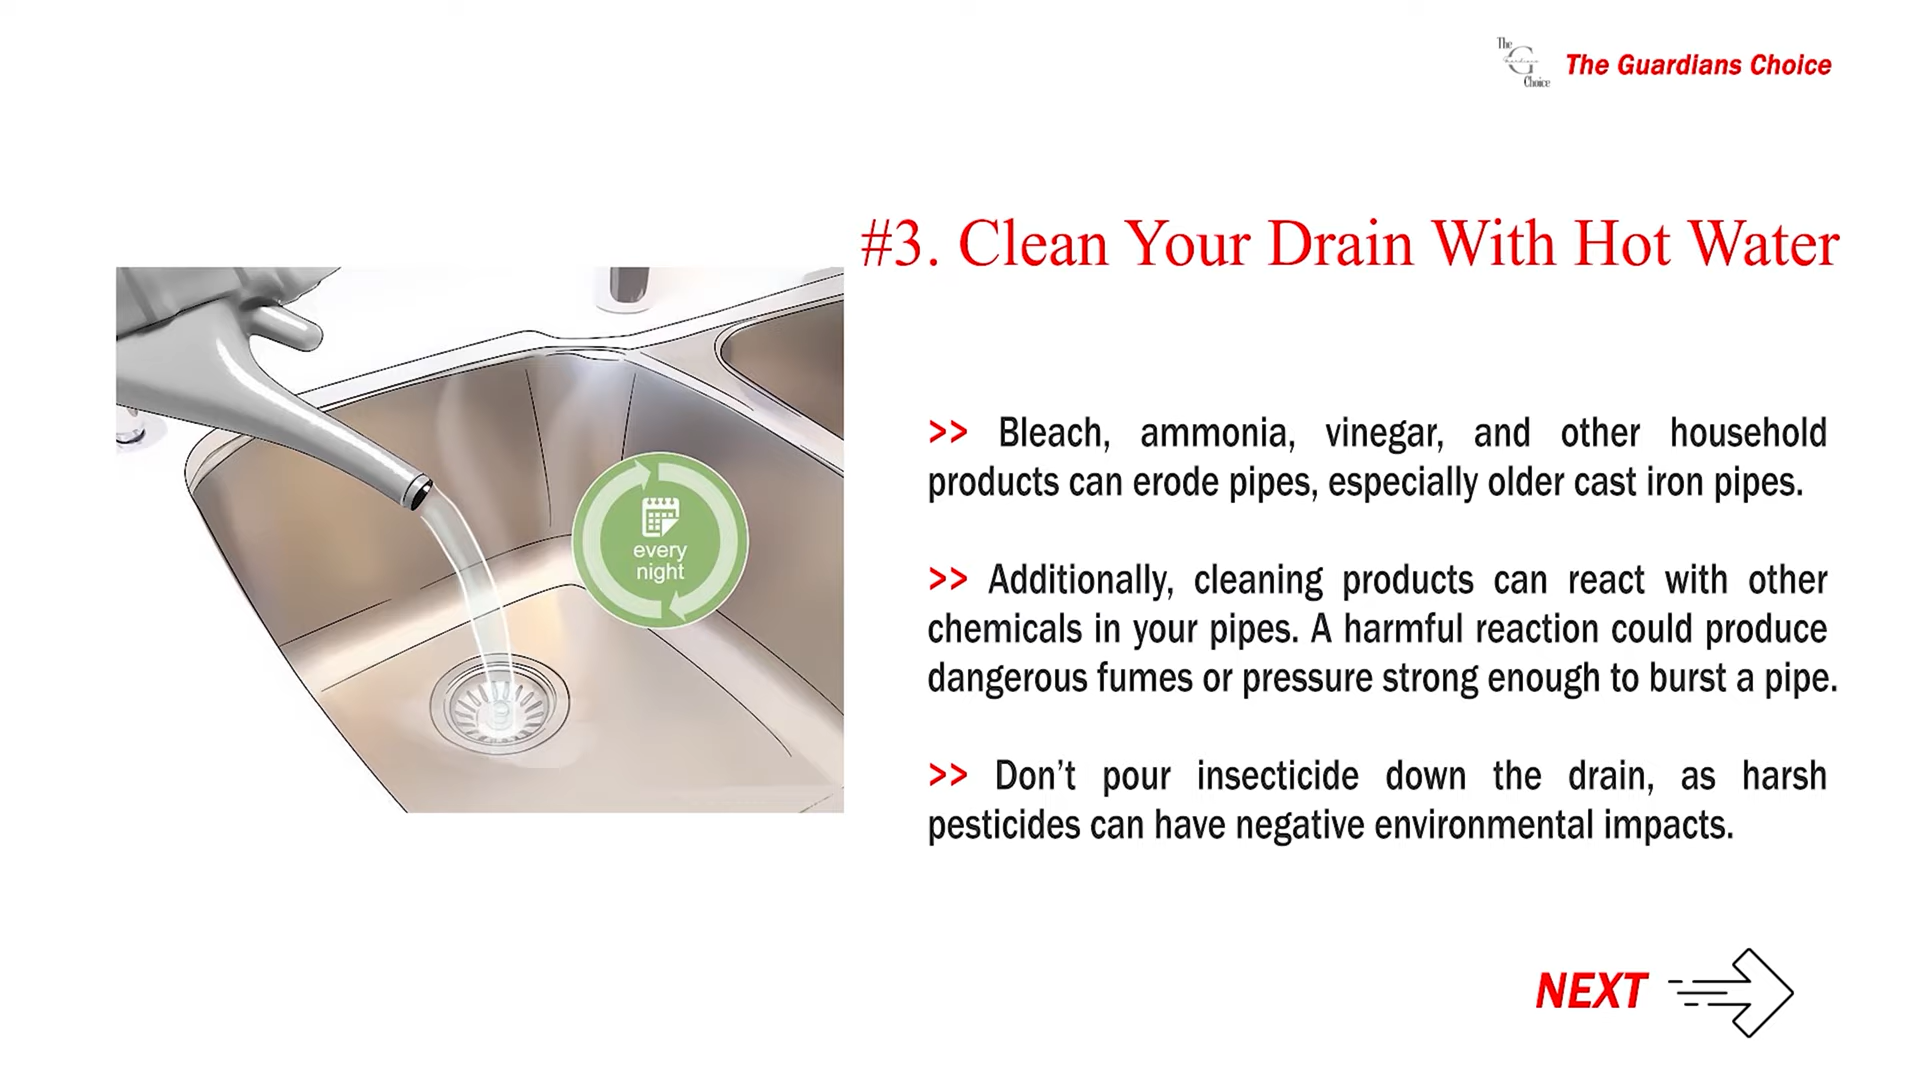 The
G
Choice
The Guardians Choice
#3. Clean Your Drain With Hot Water
every
night
>> Bleach, ammonia, vinegar, and other household
products can erode pipes, especially older cast iron pipes.
>> Additionally, cleaning products can react with other
chemicals in your pipes. A harmful reaction could produce
dangerous fumes or pressure strong enough to burst a pipe.
>> Don’t pour insecticide down the drain, as harsh
pesticides can have negative environmental impacts.
NEXT